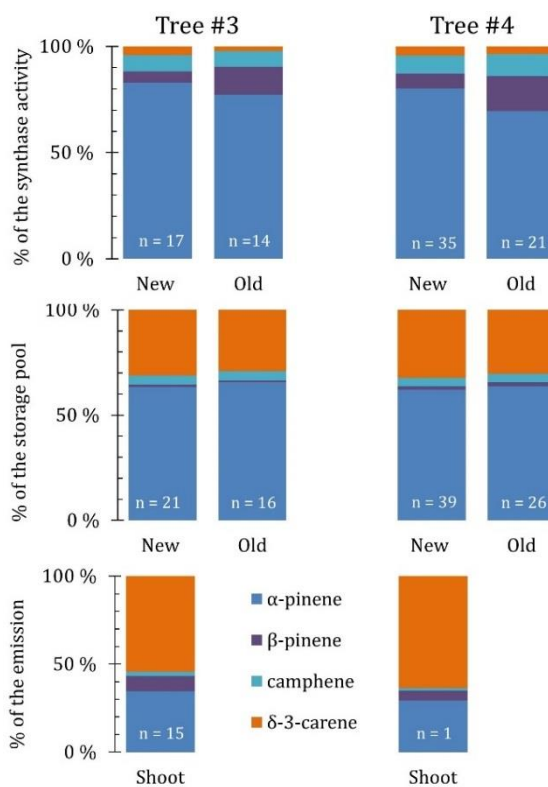 Tree #3
Tree #4
% of the synthase activity
100 %
50 %
0 %
n = 17
n =14
n = 35
n = 21
New
Old
New
Old
% of the storage pool
100 %
50 %
0 %
n = 21
n = 16
n = 39
n = 26
New
Old
New
Old
% of the emission
100 %
50 %
0 %
n = 15
n = 1
α-pinene
β-pinene
camphene
δ-3-carene
Shoot
Shoot